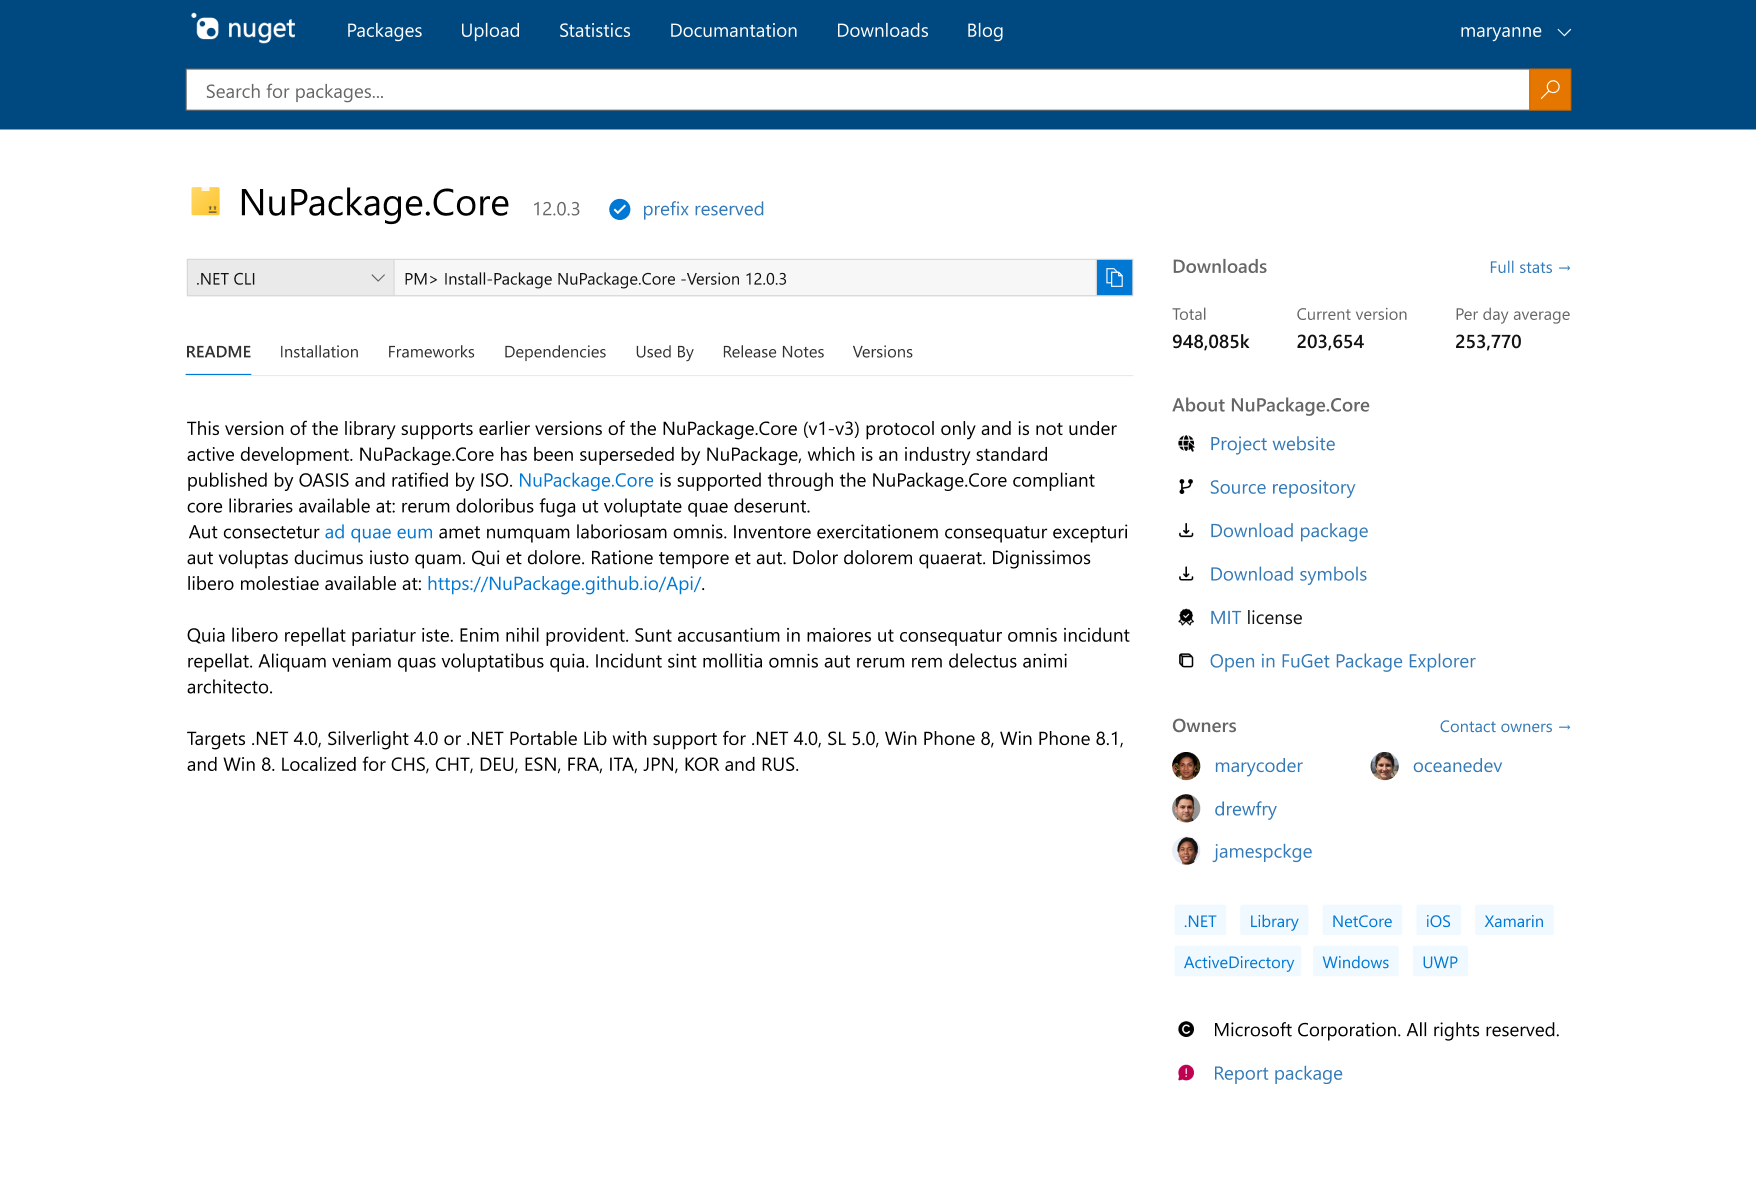 nuget Packages Upload Statistics Documantation Downloads Blog maryanne
Search for packages...
NuPackage.Core 12.0.3 prefix reserved
.NET CLI PM> Install-Package NuPackage.Core -Version 12.0.3
README Installation Frameworks Dependencies Used By Release Notes Versions
This version of the library supports earlier versions of the NuPackage.Core (v1-v3) protocol only and is not under
active development. NuPackage.Core has been superseded by NuPackage, which is an industry standard
published by OASIS and ratified by ISO. NuPackage.Core is supported through the NuPackage.Core compliant
core libraries available at: rerum doloribus fuga ut voluptate quae deserunt.
Aut consectetur ad quae eum amet numquam laboriosam omnis. Inventore exercitationem consequatur excepturi
aut voluptas ducimus iusto quam. Qui et dolore. Ratione tempore et aut. Dolor dolorem quaerat. Dignissimos
libero molestiae available at: https://NuPackage.github.io/Api/.
Quia libero repellat pariatur iste. Enim nihil provident. Sunt accusantium in maiores ut consequatur omnis incidunt
repellat. Aliquam veniam quas voluptatibus quia. Incidunt sint mollitia omnis aut rerum rem delectus animi
architecto.
Targets .NET 4.0, Silverlight 4.0 or .NET Portable Lib with support for .NET 4.0, SL 5.0, Win Phone 8, Win Phone 8.1,
and Win 8. Localized for CHS, CHT, DEU, ESN, FRA, ITA, JPN, KOR and RUS.
Downloads Full stats →
Total Current version Per day average
948,085k 203,654 253,770
About NuPackage.Core
Project website
Source repository
Download package
Download symbols
MIT license
Open in FuGet Package Explorer
Owners Contact owners →
marycoder oceanedev
drewfry
jamespckge
.NET Library NetCore iOS Xamarin
ActiveDirectory Windows UWP
Microsoft Corporation. All rights reserved.
Report package